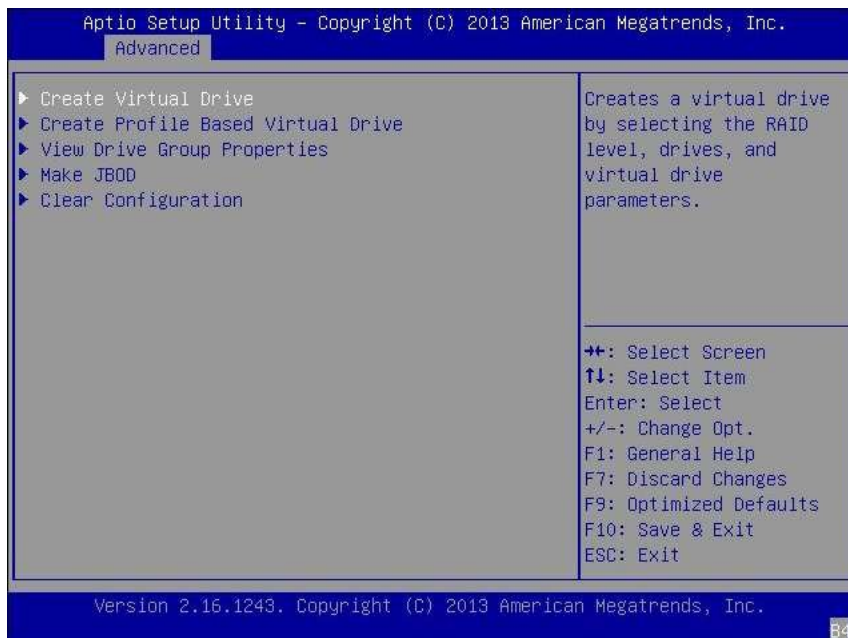 Aptio Setup Utility – Copyright (C) 2013 American Megatrends, Inc.
Advanced
Create Virtual Drive
Create Profile Based Virtual Drive
View Drive Group Properties
Make JBOD
Clear Configuration
Creates a virtual drive
by selecting the RAID
level, drives, and
virtual drive
parameters.
→←: Select Screen
↑↓: Select Item
Enter: Select
+/-: Change Opt.
F1: General Help
F7: Discard Changes
F9: Optimized Defaults
F10: Save & Exit
ESC: Exit
Version 2.16.1243. Copyright (C) 2013 American Megatrends, Inc.
B4